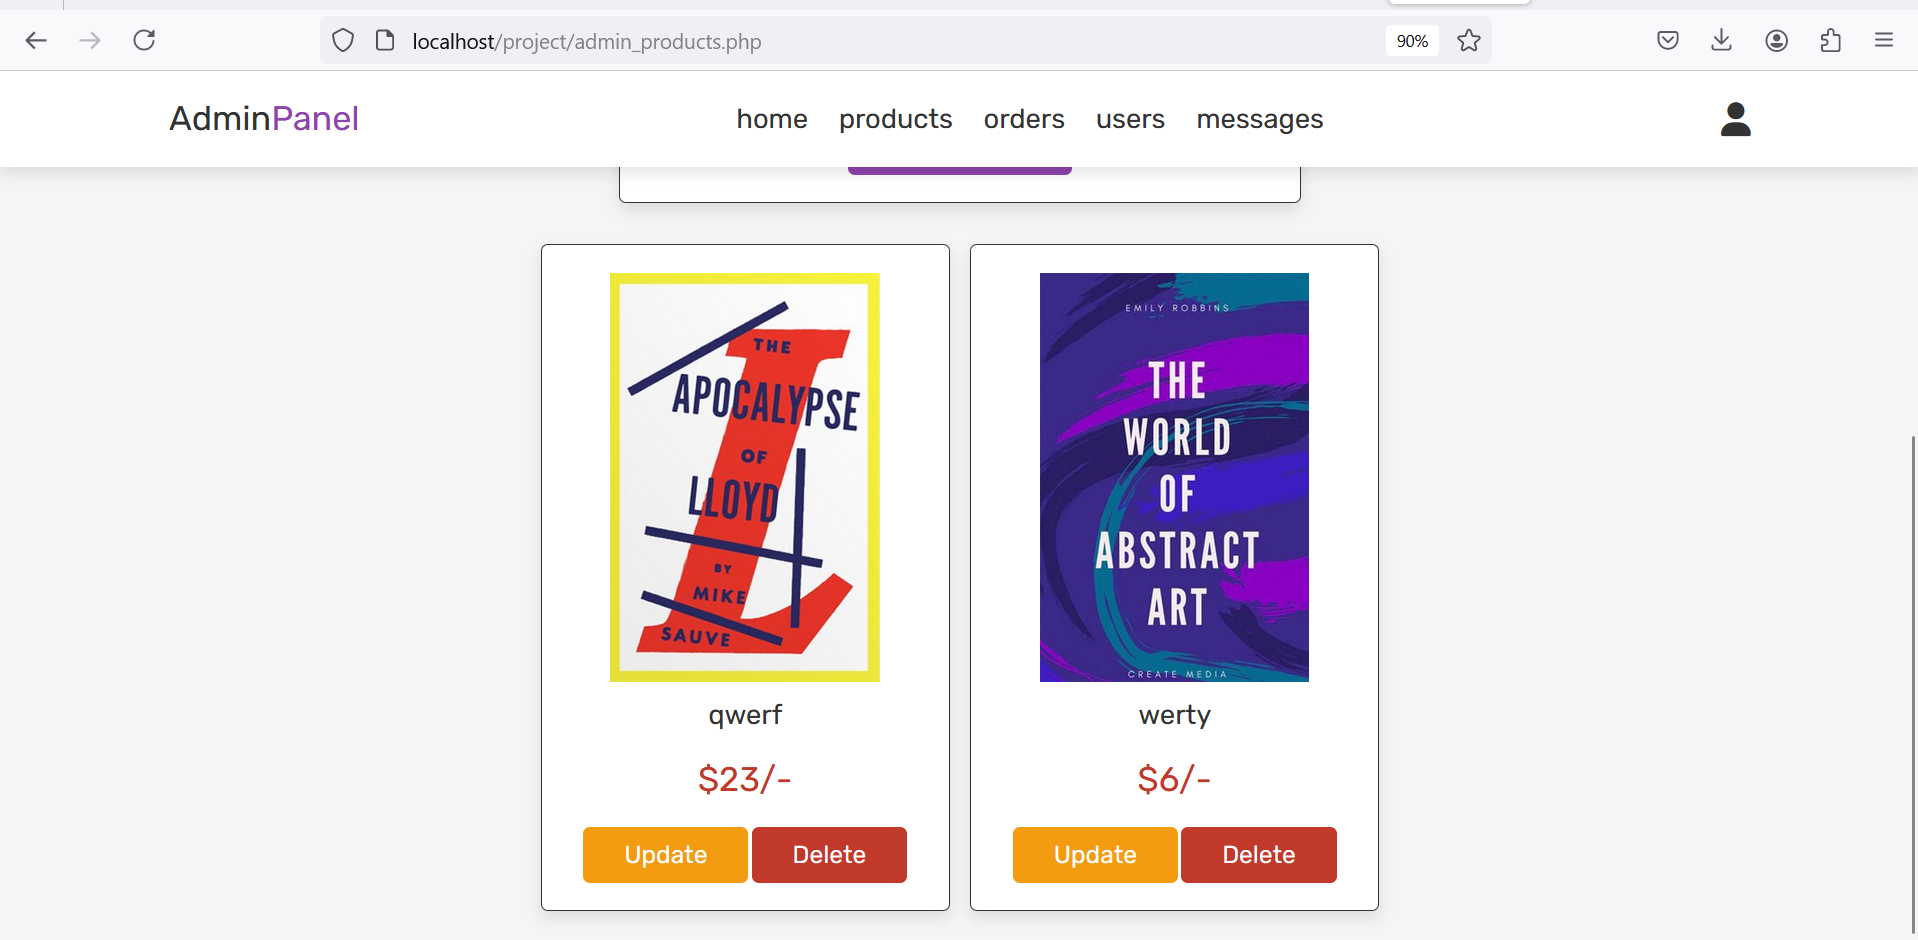 localhost/project/admin_products.php
90%
AdminPanel
home products orders users messages
THE
APOCALYPSE
OF
LLOYD
BY
MIKE
SAUVE
qwerf
$23/-
Update Delete
EMILY ROBBINS
THE
WORLD
OF
ABSTRACT
ART
CREATE MEDIA
werty
$6/-
Update Delete